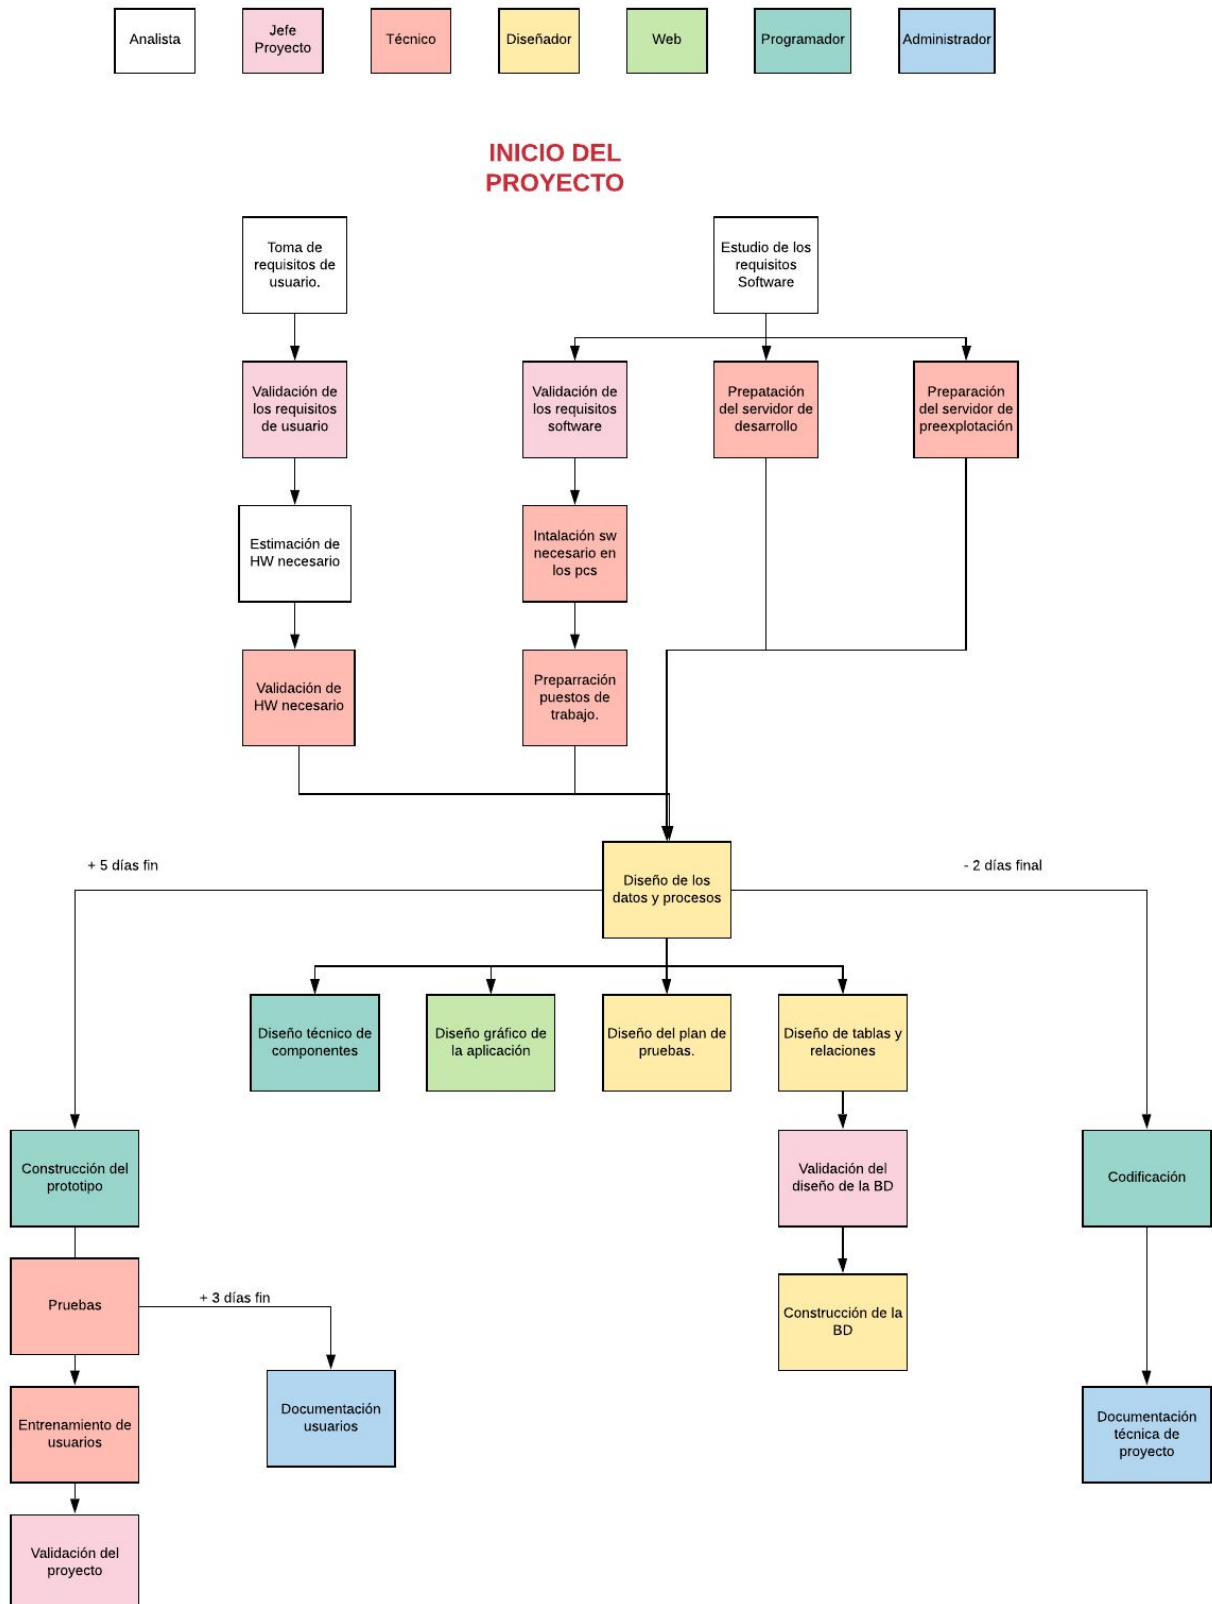 Analista
Jefe
Proyecto
Técnico
Diseñador
Web
Programador
Administrador
INICIO DEL
PROYECTO
Toma de
requisitos de
usuario.
Estudio de los
requisitos
Software
Validación de
los requisitos
de usuario
Validación de
los requisitos
software
Prepatación
del servidor de
desarrollo
Preparación
del servidor de
preexplotación
Estimación de
HW necesario
Intalación sw
necesario en
los pcs
Validación de
HW necesario
Preparración
puestos de
trabajo.
+ 5 días fin
Diseño de los
datos y procesos
- 2 días final
Diseño técnico de
componentes
Diseño gráfico de
la aplicación
Diseño del plan de
pruebas.
Diseño de tablas y
relaciones
Construcción del
prototipo
Validación del
diseño de la BD
Codificación
Pruebas
+ 3 días fin
Construcción de la
BD
Entrenamiento de
usuarios
Documentación
usuarios
Documentación
técnica de
proyecto
Validación del
proyecto